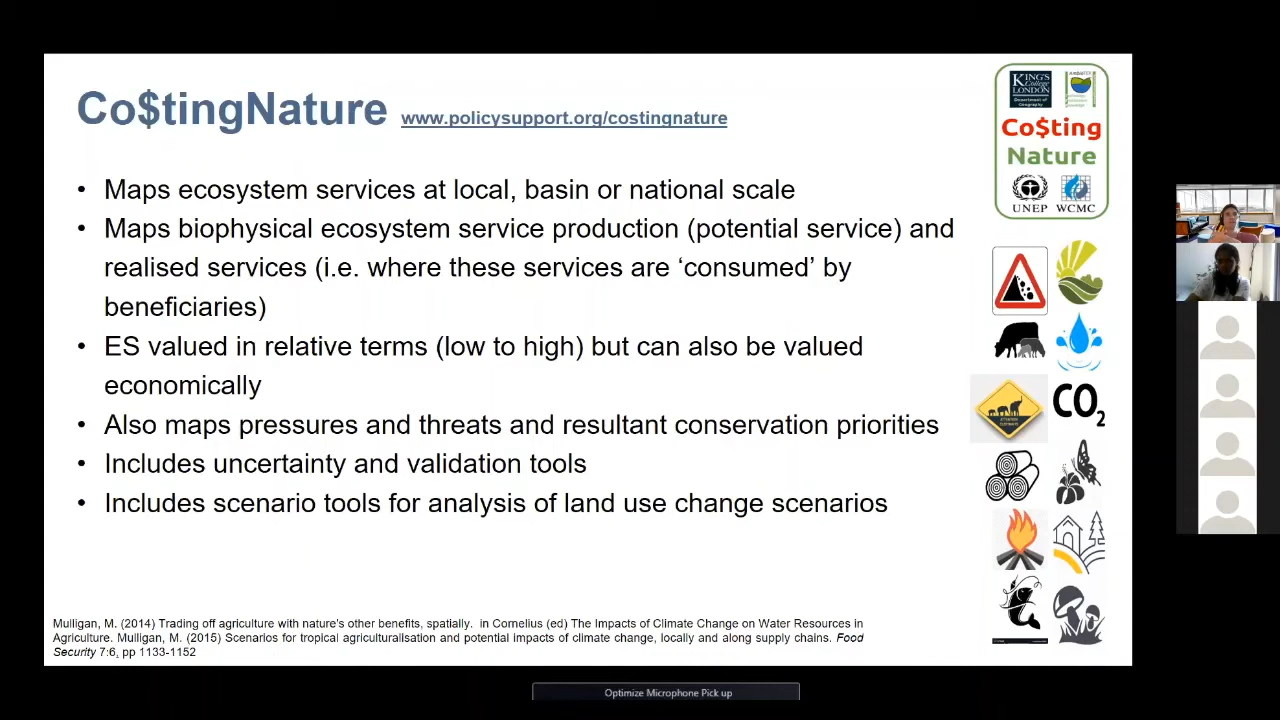 Co$tingNature www.policysupport.org/costingnature
• Maps ecosystem services at local, basin or national scale
• Maps biophysical ecosystem service production (potential service) and
realised services (i.e. where these services are ‘consumed’ by
beneficiaries)
• ES valued in relative terms (low to high) but can also be valued
economically
• Also maps pressures and threats and resultant conservation priorities
• Includes uncertainty and validation tools
• Includes scenario tools for analysis of land use change scenarios
Mulligan, M. (2014) Trading off agriculture with nature's other benefits, spatially. in Cornelius (ed) The Impacts of Climate Change on Water Resources in
Agriculture. Mulligan, M. (2015) Scenarios for tropical agriculturalisation and potential impacts of climate change, locally and along supply chains. Food
Security 7:6, pp 1133-1152
KING'S
College
LONDON
Department of
Geography
Co$ting
Nature
UNEP WCMC
CO2
Optimize Microphone Pick up